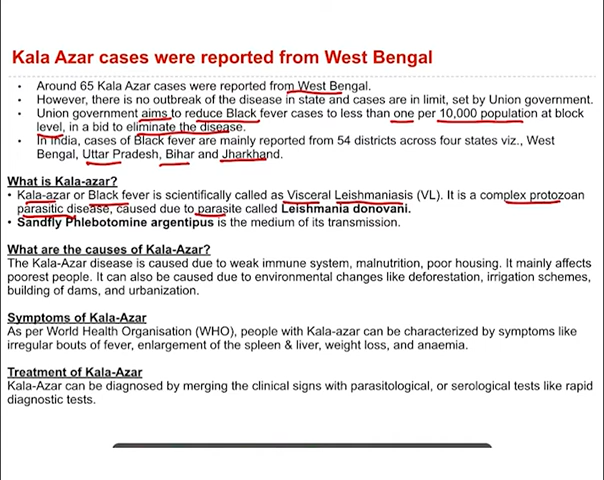 Kala Azar cases were reported from West Bengal
• Around 65 Kala Azar cases were reported from West Bengal.
• However, there is no outbreak of the disease in state and cases are in limit, set by Union government.
• Union government aims to reduce Black fever cases to less than one per 10,000 population at block
level, in a bid to eliminate the disease.
• In India, cases of Black fever are mainly reported from 54 districts across four states viz., West
Bengal, Uttar Pradesh, Bihar and Jharkhand.
What is Kala-azar?
• Kala-azar or Black fever is scientifically called as Visceral Leishmaniasis (VL). It is a complex protozoan
parasitic disease, caused due to parasite called Leishmania donovani.
• Sandfly Phlebotomine argentipus is the medium of its transmission.
What are the causes of Kala-Azar?
The Kala-Azar disease is caused due to weak immune system, malnutrition, poor housing. It mainly affects
poorest people. It can also be caused due to environmental changes like deforestation, irrigation schemes,
building of dams, and urbanization.
Symptoms of Kala-Azar
As per World Health Organisation (WHO), people with Kala-azar can be characterized by symptoms like
irregular bouts of fever, enlargement of the spleen & liver, weight loss, and anaemia.
Treatment of Kala-Azar
Kala-Azar can be diagnosed by merging the clinical signs with parasitological, or serological tests like rapid
diagnostic tests.